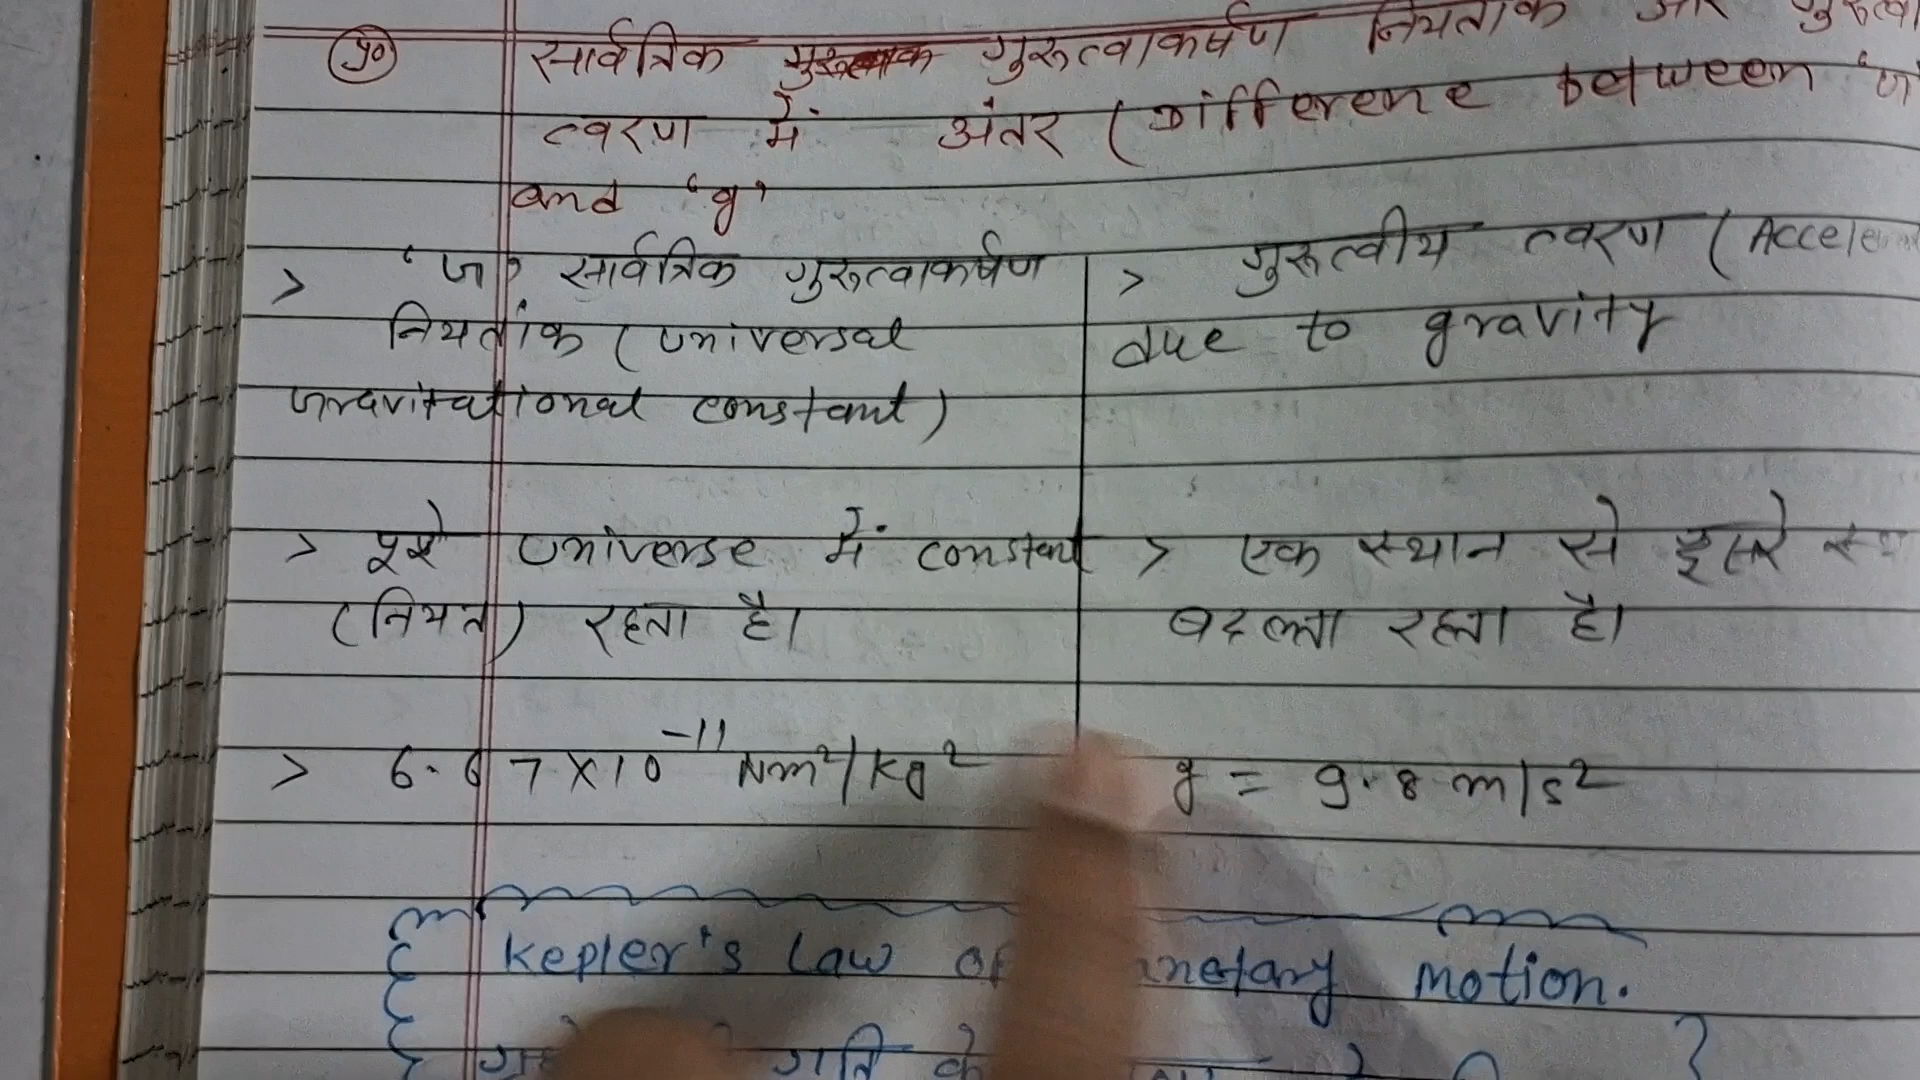 10 सार्वत्रिक गुरुत्वाकर्षण नियतांक और
त्वरण में अंतर (Difference between 'G'
and 'g'
> 'G' सार्वत्रिक गुरुत्वाकर्षण
नियतांक (Universal
Gravitational constant)
> गुरुत्वीय त्वरण (
due to gravity
> पूरे Universe में constant
(नियत) रहता है।
> एक स्थान से दूसरे
बदलता रहता है।
> 6.67 X 10⁻¹¹ Nm²/kg²
g = 9.8 m/s²
Kepler's Law of motion.
गति के